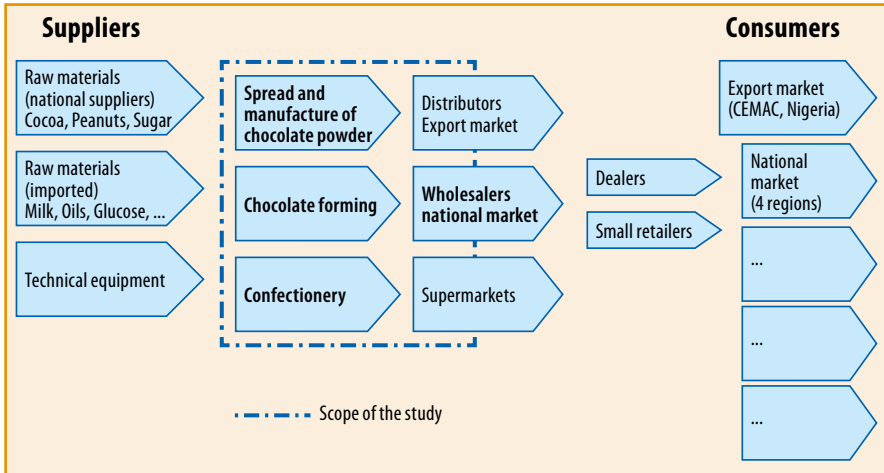 Suppliers
Consumers
Raw materials
(national suppliers)
Cocoa, Peanuts, Sugar
Raw materials
(imported)
Milk, Oils, Glucose, ...
Technical equipment
Spread and
manufacture of
chocolate powder
Chocolate forming
Confectionery
Distributors
Export market
Wholesalers
national market
Supermarkets
Dealers
Small retailers
Export market
(CEMAC, Nigeria)
National
market
(4 regions)
...
...
...
Scope of the study